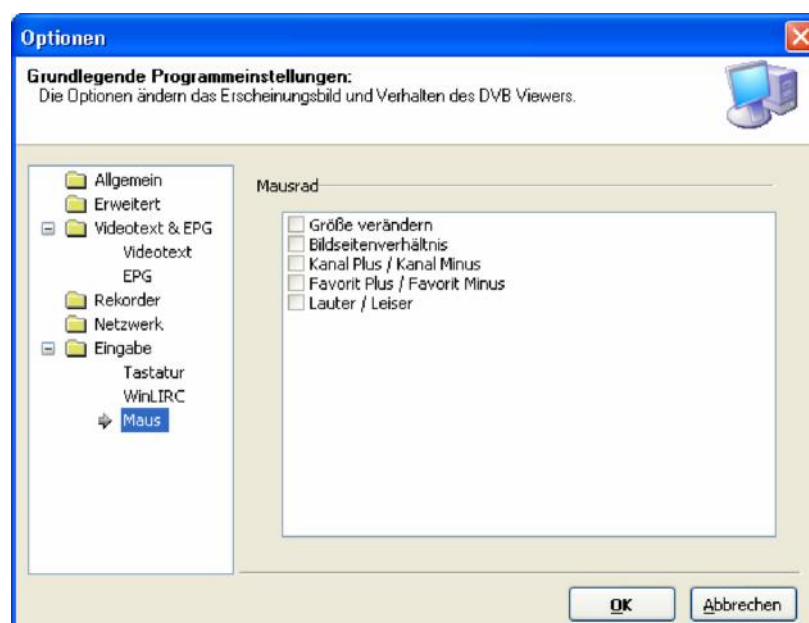 Optionen
Grundlegende Programmeinstellungen:
Die Optionen ändern das Erscheinungsbild und Verhalten des DVB Viewers.
Allgemein
Erweitert
Videotext & EPG
Videotext
EPG
Rekorder
Netzwerk
Eingabe
Tastatur
WinLIRC
Maus
Mausrad
Größe verändern
Bildseitenverhältnis
Kanal Plus / Kanal Minus
Favorit Plus / Favorit Minus
Lauter / Leiser
OK
Abbrechen